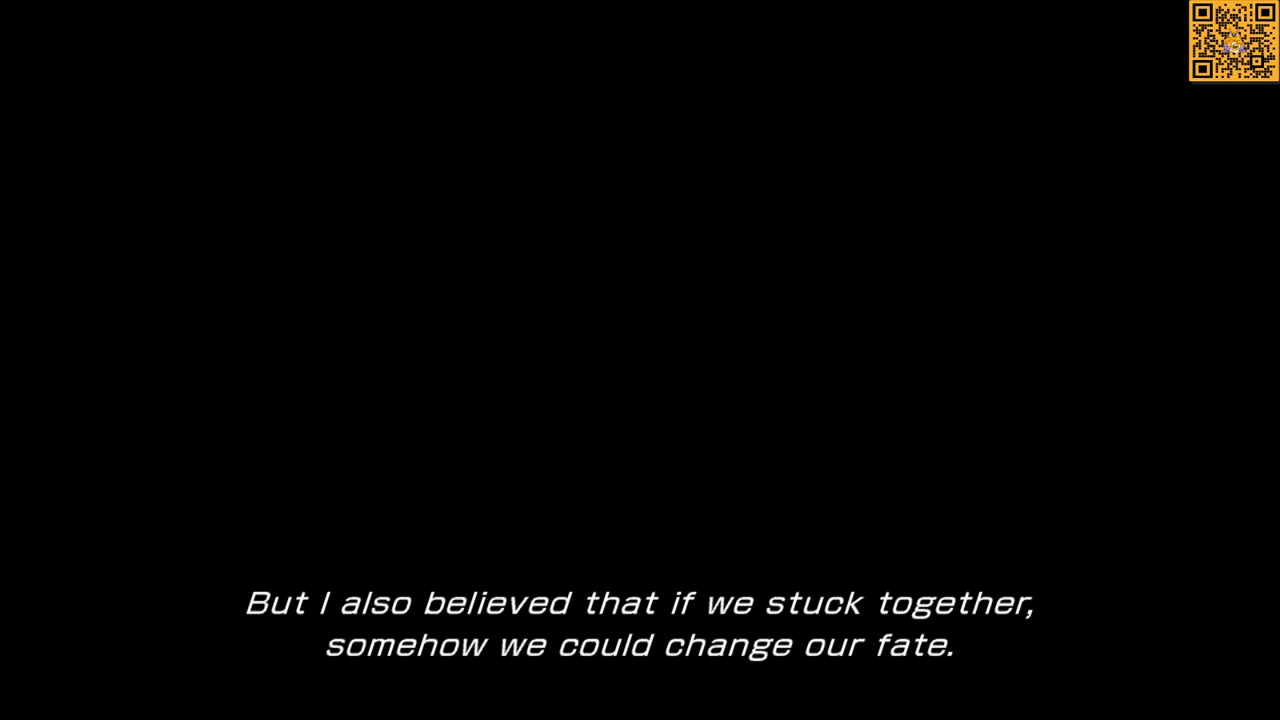 But I also believed that if we stuck together,
somehow we could change our fate.